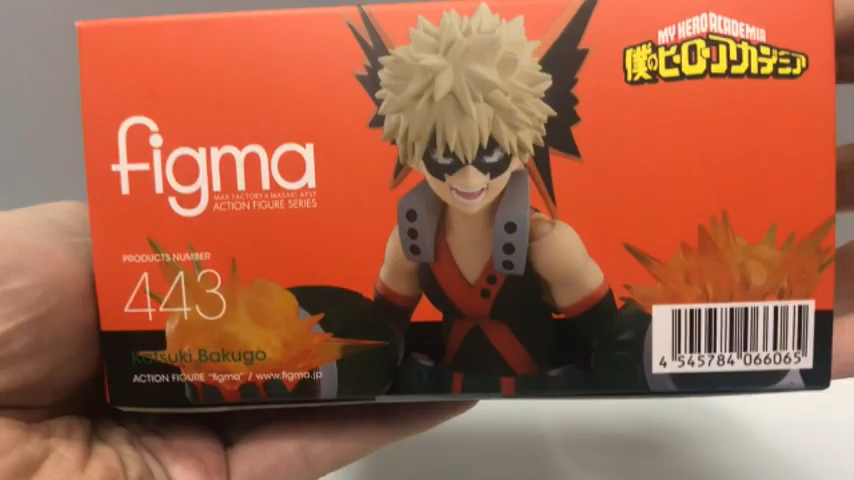 MY HERO ACADEMIA
僕のヒーローアカデミア
figma
MAX FACTORY + MASAKI APSY
ACTION FIGURE SERIES
PRODUCTS NUMBER
443
Katsuki Bakugo
ACTION FIGURE "figma" / www.figma.jp
4 545784 066065